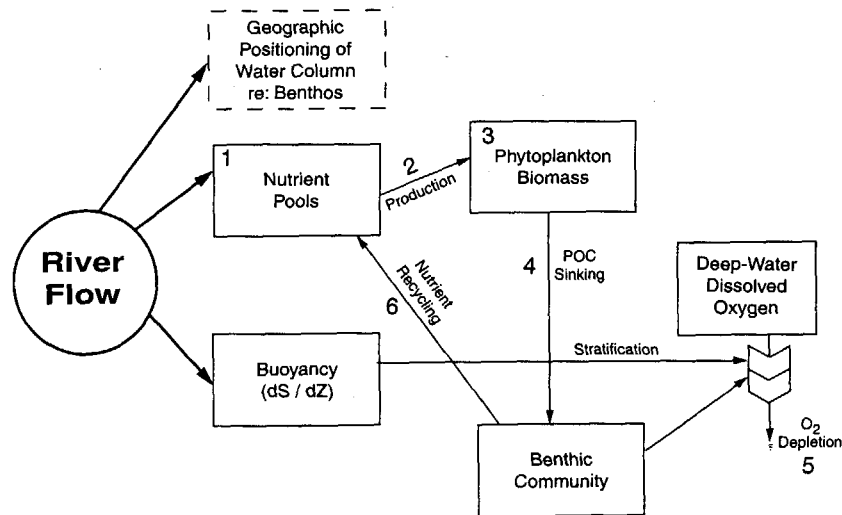 Geographic
Positioning of
Water Column
re: Benthos
1
Nutrient
Pools
2
Production
3
Phytoplankton
Biomass
River
Flow
4
POC
Sinking
Nutrient
Recycling
6
Deep-Water
Dissolved
Oxygen
Buoyancy
(dS / dZ)
Stratification
Benthic
Community
O2
Depletion
5